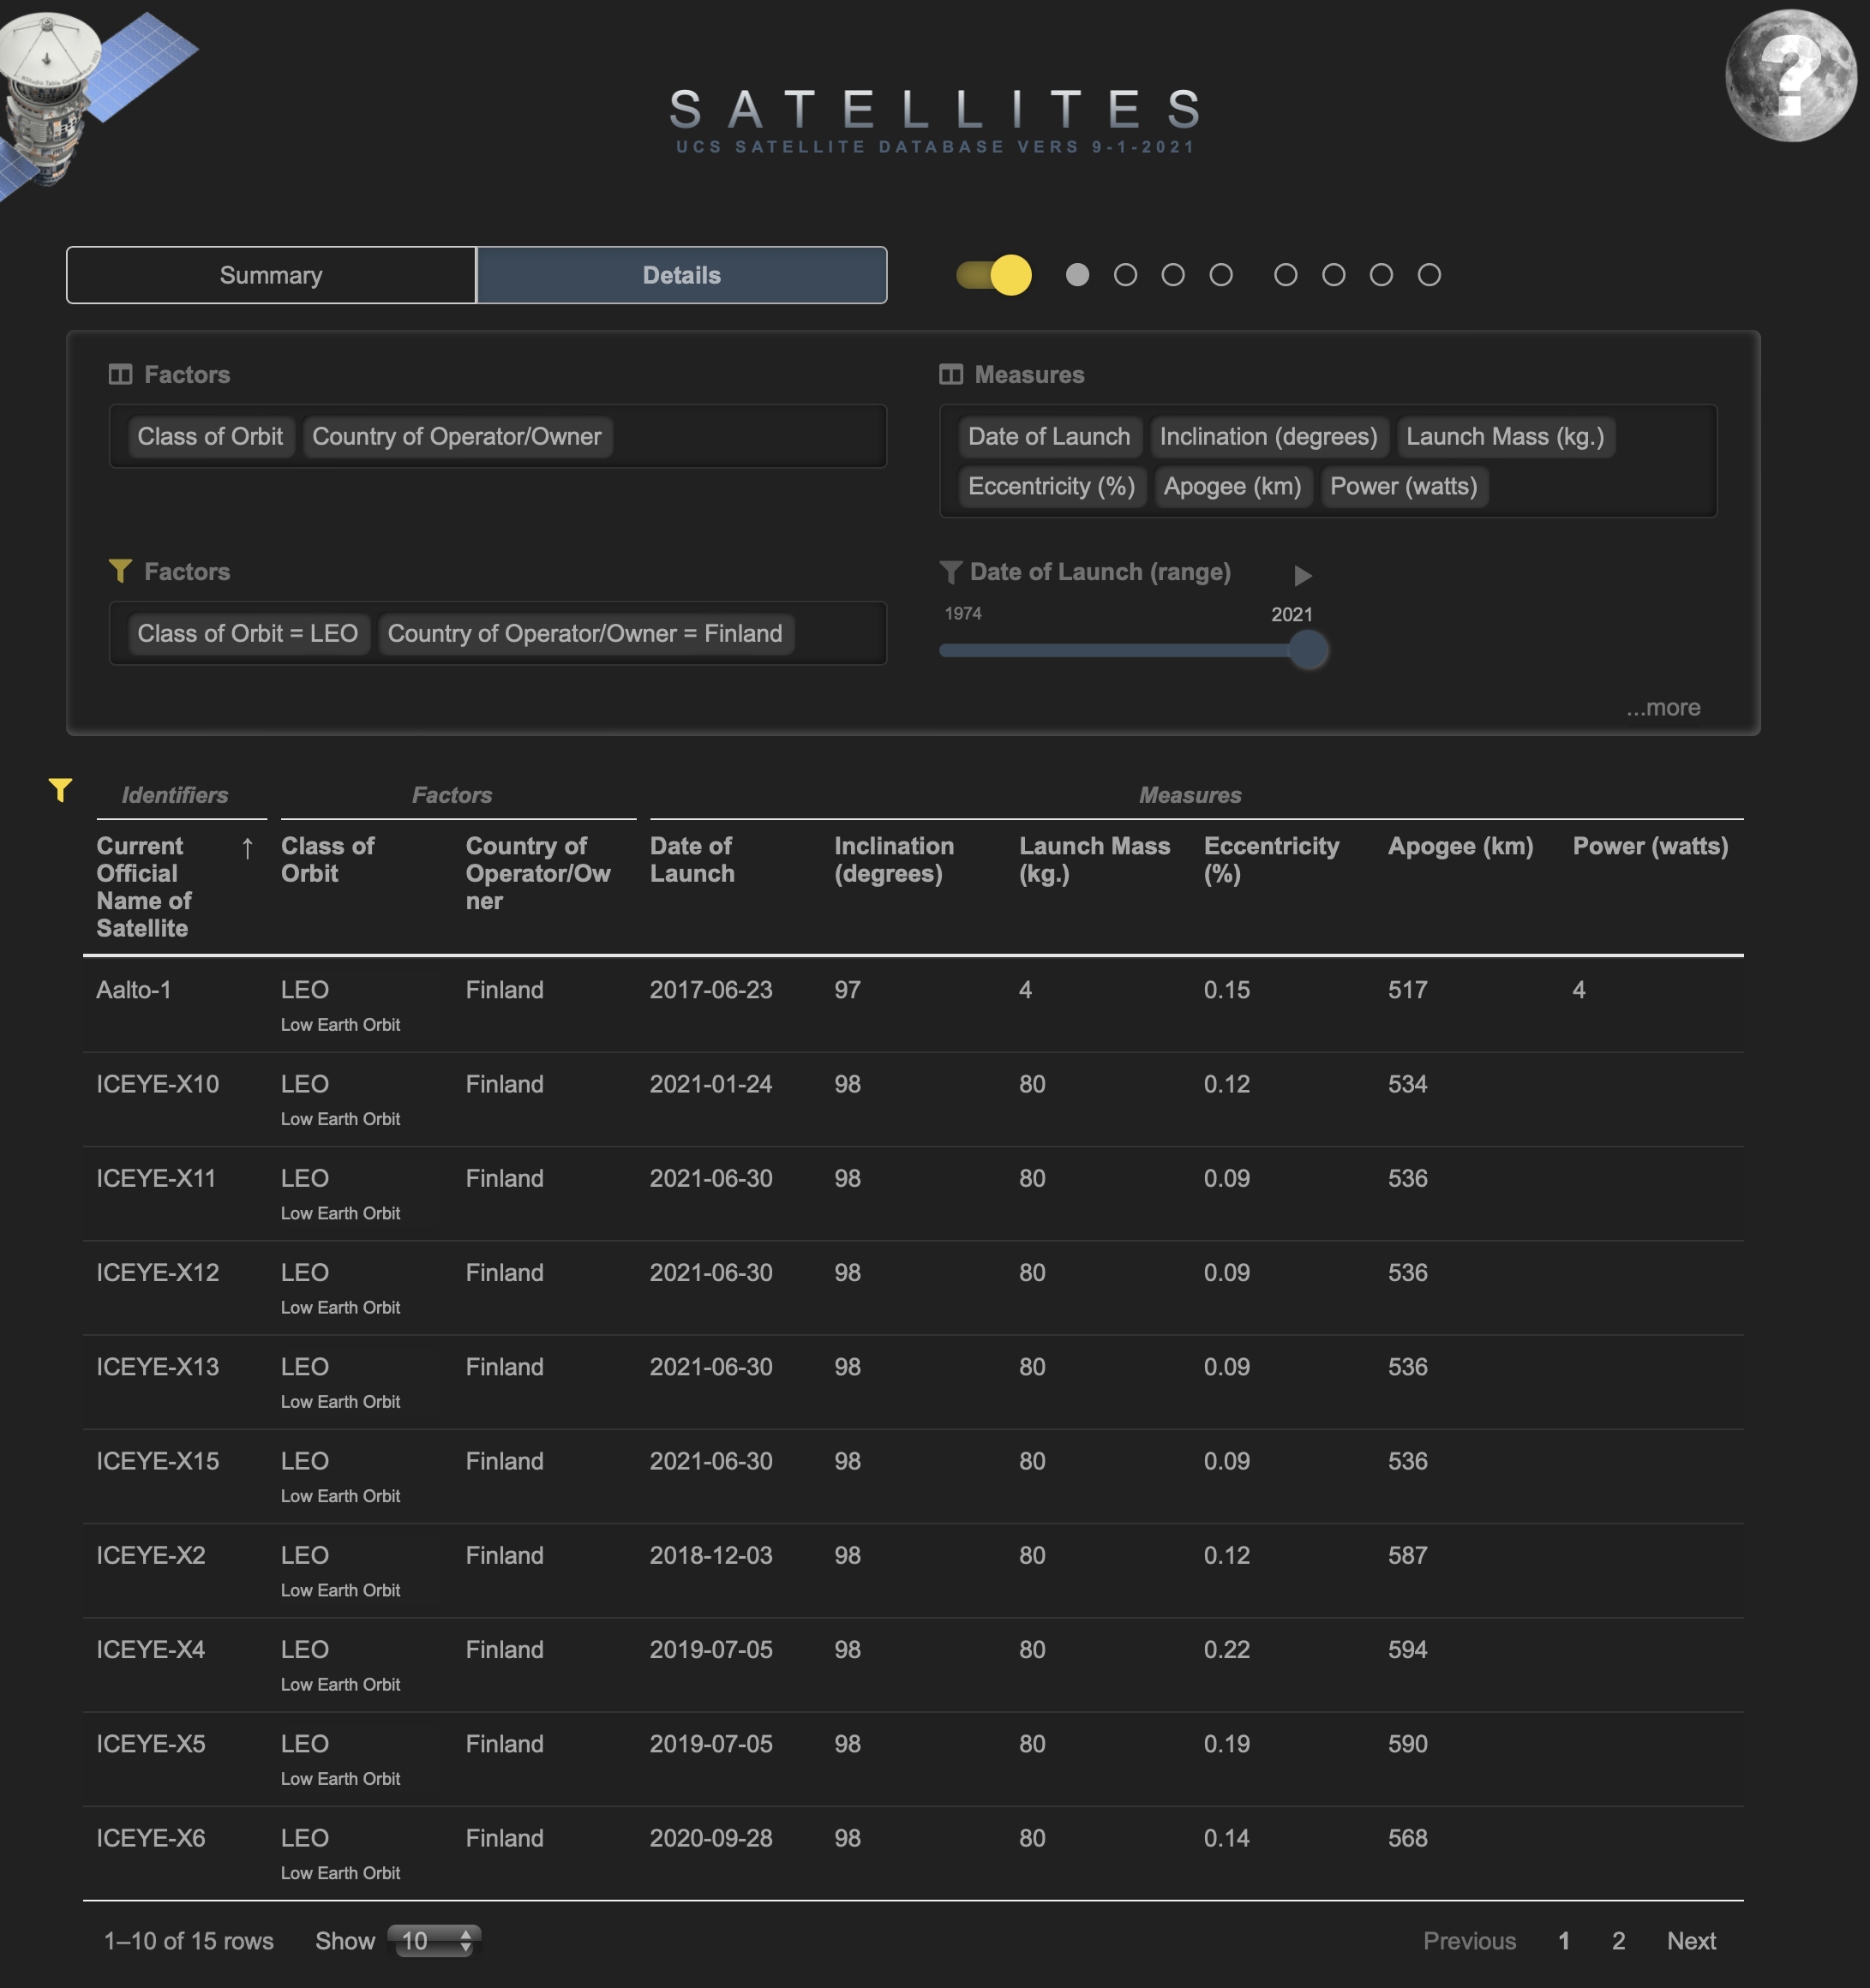 SATELLITES
UCS SATELLITE DATABASE VERS 9-1-2021
?
Summary Details
Factors
Class of Orbit Country of Operator/Owner
Measures
Date of Launch Inclination (degrees) Launch Mass (kg.)
Eccentricity (%) Apogee (km) Power (watts)
Factors
Class of Orbit = LEO Country of Operator/Owner = Finland
Date of Launch (range)
1974 2021
...more
Identifiers Factors Measures
Current Official Name of Satellite ↑ Class of Orbit Country of Operator/Owner Date of Launch Inclination (degrees) Launch Mass (kg.) Eccentricity (%) Apogee (km) Power (watts)
Aalto-1 LEO Finland 2017-06-23 97 4 0.15 517 4
Low Earth Orbit
ICEYE-X10 LEO Finland 2021-01-24 98 80 0.12 534
Low Earth Orbit
ICEYE-X11 LEO Finland 2021-06-30 98 80 0.09 536
Low Earth Orbit
ICEYE-X12 LEO Finland 2021-06-30 98 80 0.09 536
Low Earth Orbit
ICEYE-X13 LEO Finland 2021-06-30 98 80 0.09 536
Low Earth Orbit
ICEYE-X15 LEO Finland 2021-06-30 98 80 0.09 536
Low Earth Orbit
ICEYE-X2 LEO Finland 2018-12-03 98 80 0.12 587
Low Earth Orbit
ICEYE-X4 LEO Finland 2019-07-05 98 80 0.22 594
Low Earth Orbit
ICEYE-X5 LEO Finland 2019-07-05 98 80 0.19 590
Low Earth Orbit
ICEYE-X6 LEO Finland 2020-09-28 98 80 0.14 568
Low Earth Orbit
1–10 of 15 rows Show 10 Previous 1 2 Next